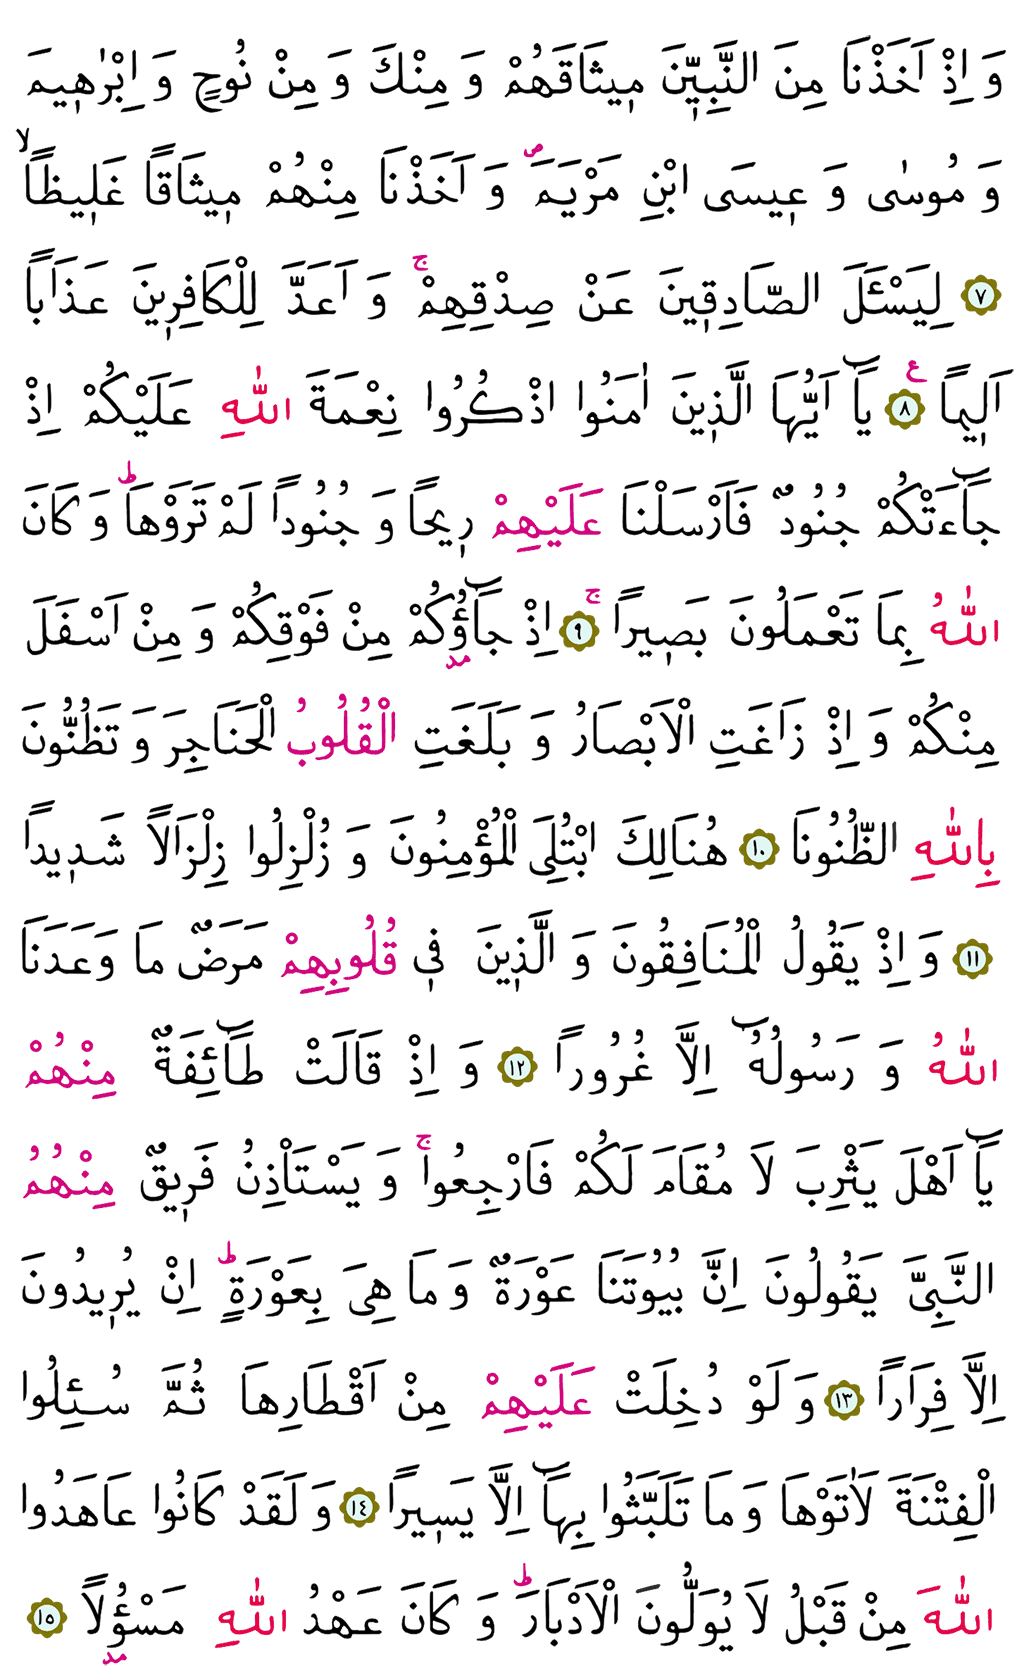 وَ اِذْ اَخَذْنَا مِنَ النَّبِيّٖنَ مٖيثَاقَهُمْ وَ مِنْكَ وَ مِنْ نُوحٍ وَ اِبْرٰهٖيمَ
وَ مُوسٰى وَ عٖيسَى ابْنِ مَرْيَمَۖ وَ اَخَذْنَا مِنْهُمْ مٖيثَاقًا غَلٖيظًاۙ
﴿٧﴾ لِيَسْـَٔلَ الصَّادِقٖينَ عَنْ صِدْقِهِمْۚ وَ اَعَدَّ لِلْكَافِرٖينَ عَذَابًا
اَلٖيمًا ﴿٨﴾ ع يَٓا اَيُّهَا الَّذٖينَ اٰمَنُوا اذْكُرُوا نِعْمَةَ اللّٰهِ عَلَيْكُمْ اِذْ
جَٓاءَتْكُمْ جُنُودٌ فَاَرْسَلْنَا عَلَيْهِمْ رٖيحًا وَ جُنُودًا لَمْ تَرَوْهَاؕ وَ كَانَ
اللّٰهُ بِمَا تَعْمَلُونَ بَصٖيرًاۚ ﴿٩﴾ اِذْ جَٓاؤُ۫كُمْ مِنْ فَوْقِكُمْ وَ مِنْ اَسْفَلَ
مِنْكُمْ وَ اِذْ زَاغَتِ الْاَبْصَارُ وَ بَلَغَتِ الْقُلُوبُ الْحَنَاجِرَ وَ تَظُنُّونَ
بِاللّٰهِ الظُّنُونَا ﴿١٠﴾ هُنَالِكَ ابْتُلِىَ الْمُؤْمِنُونَ وَ زُلْزِلُوا زِلْزَالًا شَدٖيدًا
﴿١١﴾ وَ اِذْ يَقُولُ الْمُنَافِقُونَ وَ الَّذٖينَ فٖى قُلُوبِهِمْ مَرَضٌ مَا وَعَدَنَا
اللّٰهُ وَ رَسُولُهُٓ اِلَّا غُرُورًا ﴿١٢﴾ وَ اِذْ قَالَتْ طَٓائِفَةٌ مِنْهُمْ
يَٓا اَهْلَ يَثْرِبَ لَا مُقَامَ لَكُمْ فَارْجِعُواۚ وَ يَسْتَاْذِنُ فَرٖيقٌ مِنْهُمُ
النَّبِىَّ يَقُولُونَ اِنَّ بُيُوتَنَا عَوْرَةٌ وَ مَا هِىَ بِعَوْرَةٍؕ اِنْ يُرٖيدُونَ
اِلَّا فِرَارًا ﴿١٣﴾ وَ لَوْ دُخِلَتْ عَلَيْهِمْ مِنْ اَقْطَارِهَا ثُمَّ سُئِلُوا
الْفِتْنَةَ لَاٰتَوْهَا وَ مَا تَلَبَّثُوا بِهَٓا اِلَّا يَسٖيرًا ﴿١٤﴾ وَ لَقَدْ كَانُوا عَاهَدُوا
اللّٰهَ مِنْ قَبْلُ لَا يُوَلُّونَ الْاَدْبَارَؕ وَ كَانَ عَهْدُ اللّٰهِ مَسْؤُ۫لًا ﴿١٥﴾